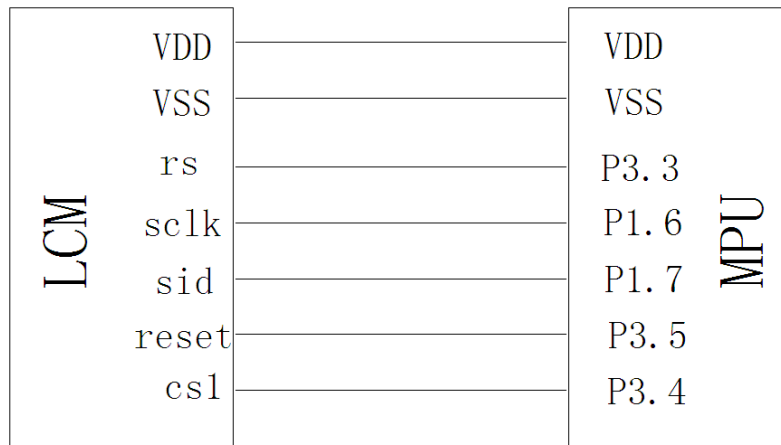 LCM
VDD VDD
VSS VSS
rs P3.3
sclk P1.6
sid P1.7
reset P3.5
cs1 P3.4
MPU